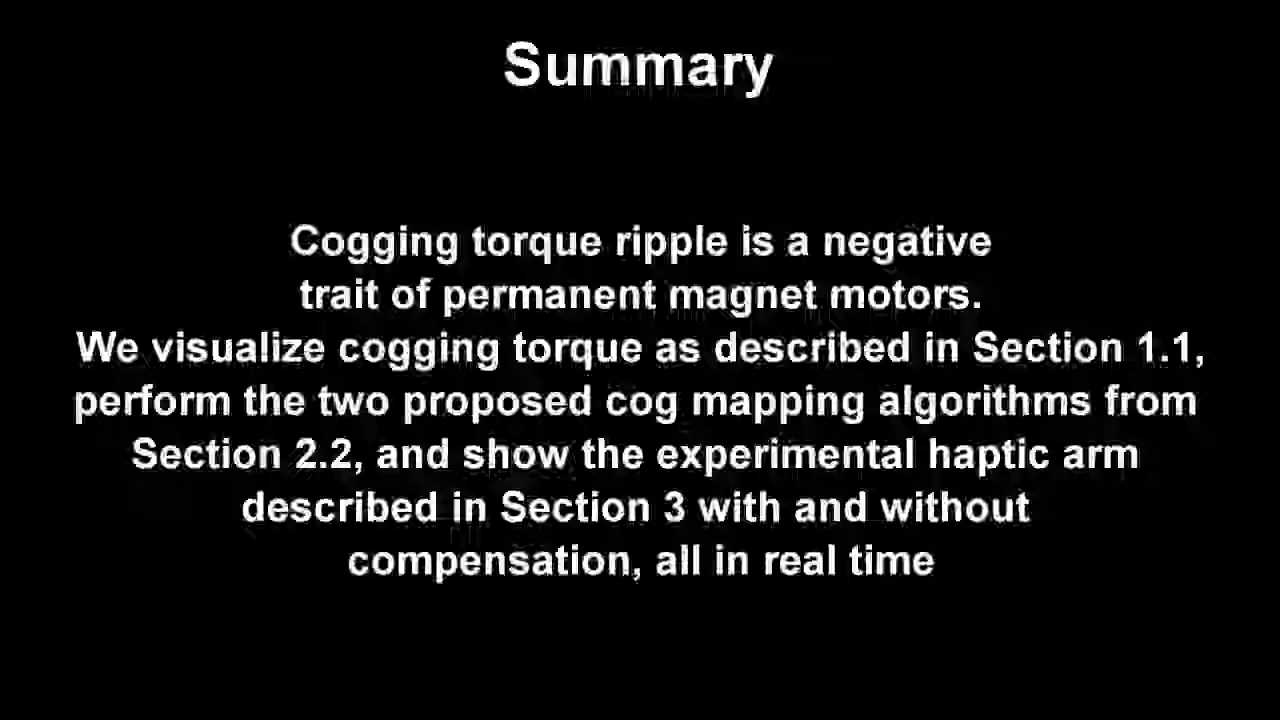 Summary
Cogging torque ripple is a negative
trait of permanent magnet motors.
We visualize cogging torque as described in Section 1.1,
perform the two proposed cog mapping algorithms from
Section 2.2, and show the experimental haptic arm
described in Section 3 with and without
compensation, all in real time